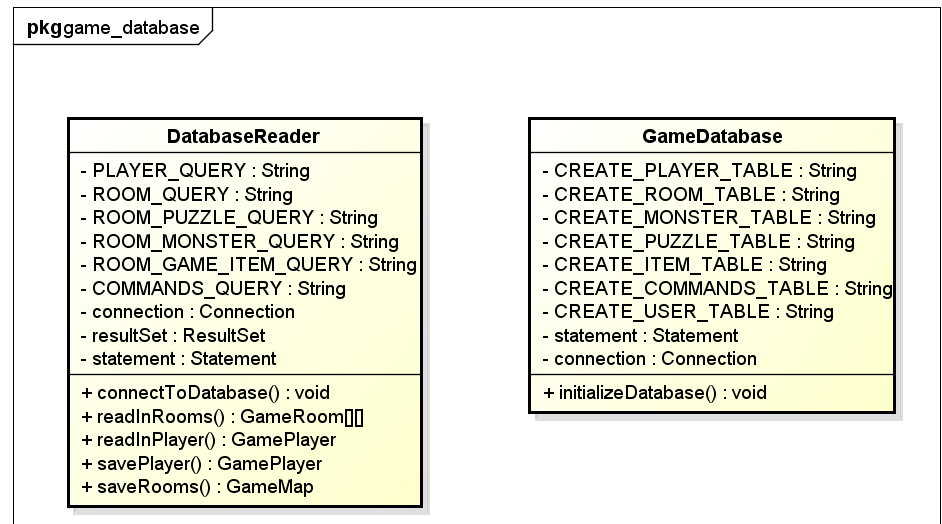 pkg game_database
DatabaseReader
- PLAYER_QUERY : String
- ROOM_QUERY : String
- ROOM_PUZZLE_QUERY : String
- ROOM_MONSTER_QUERY : String
- ROOM_GAME_ITEM_QUERY : String
- COMMANDS_QUERY : String
- connection : Connection
- resultSet : ResultSet
- statement : Statement
+ connectToDatabase() : void
+ readInRooms() : GameRoom[][]
+ readInPlayer() : GamePlayer
+ savePlayer() : GamePlayer
+ saveRooms() : GameMap
GameDatabase
- CREATE_PLAYER_TABLE : String
- CREATE_ROOM_TABLE : String
- CREATE_MONSTER_TABLE : String
- CREATE_PUZZLE_TABLE : String
- CREATE_ITEM_TABLE : String
- CREATE_COMMANDS_TABLE : String
- CREATE_USER_TABLE : String
- statement : Statement
- connection : Connection
+ initializeDatabase() : void